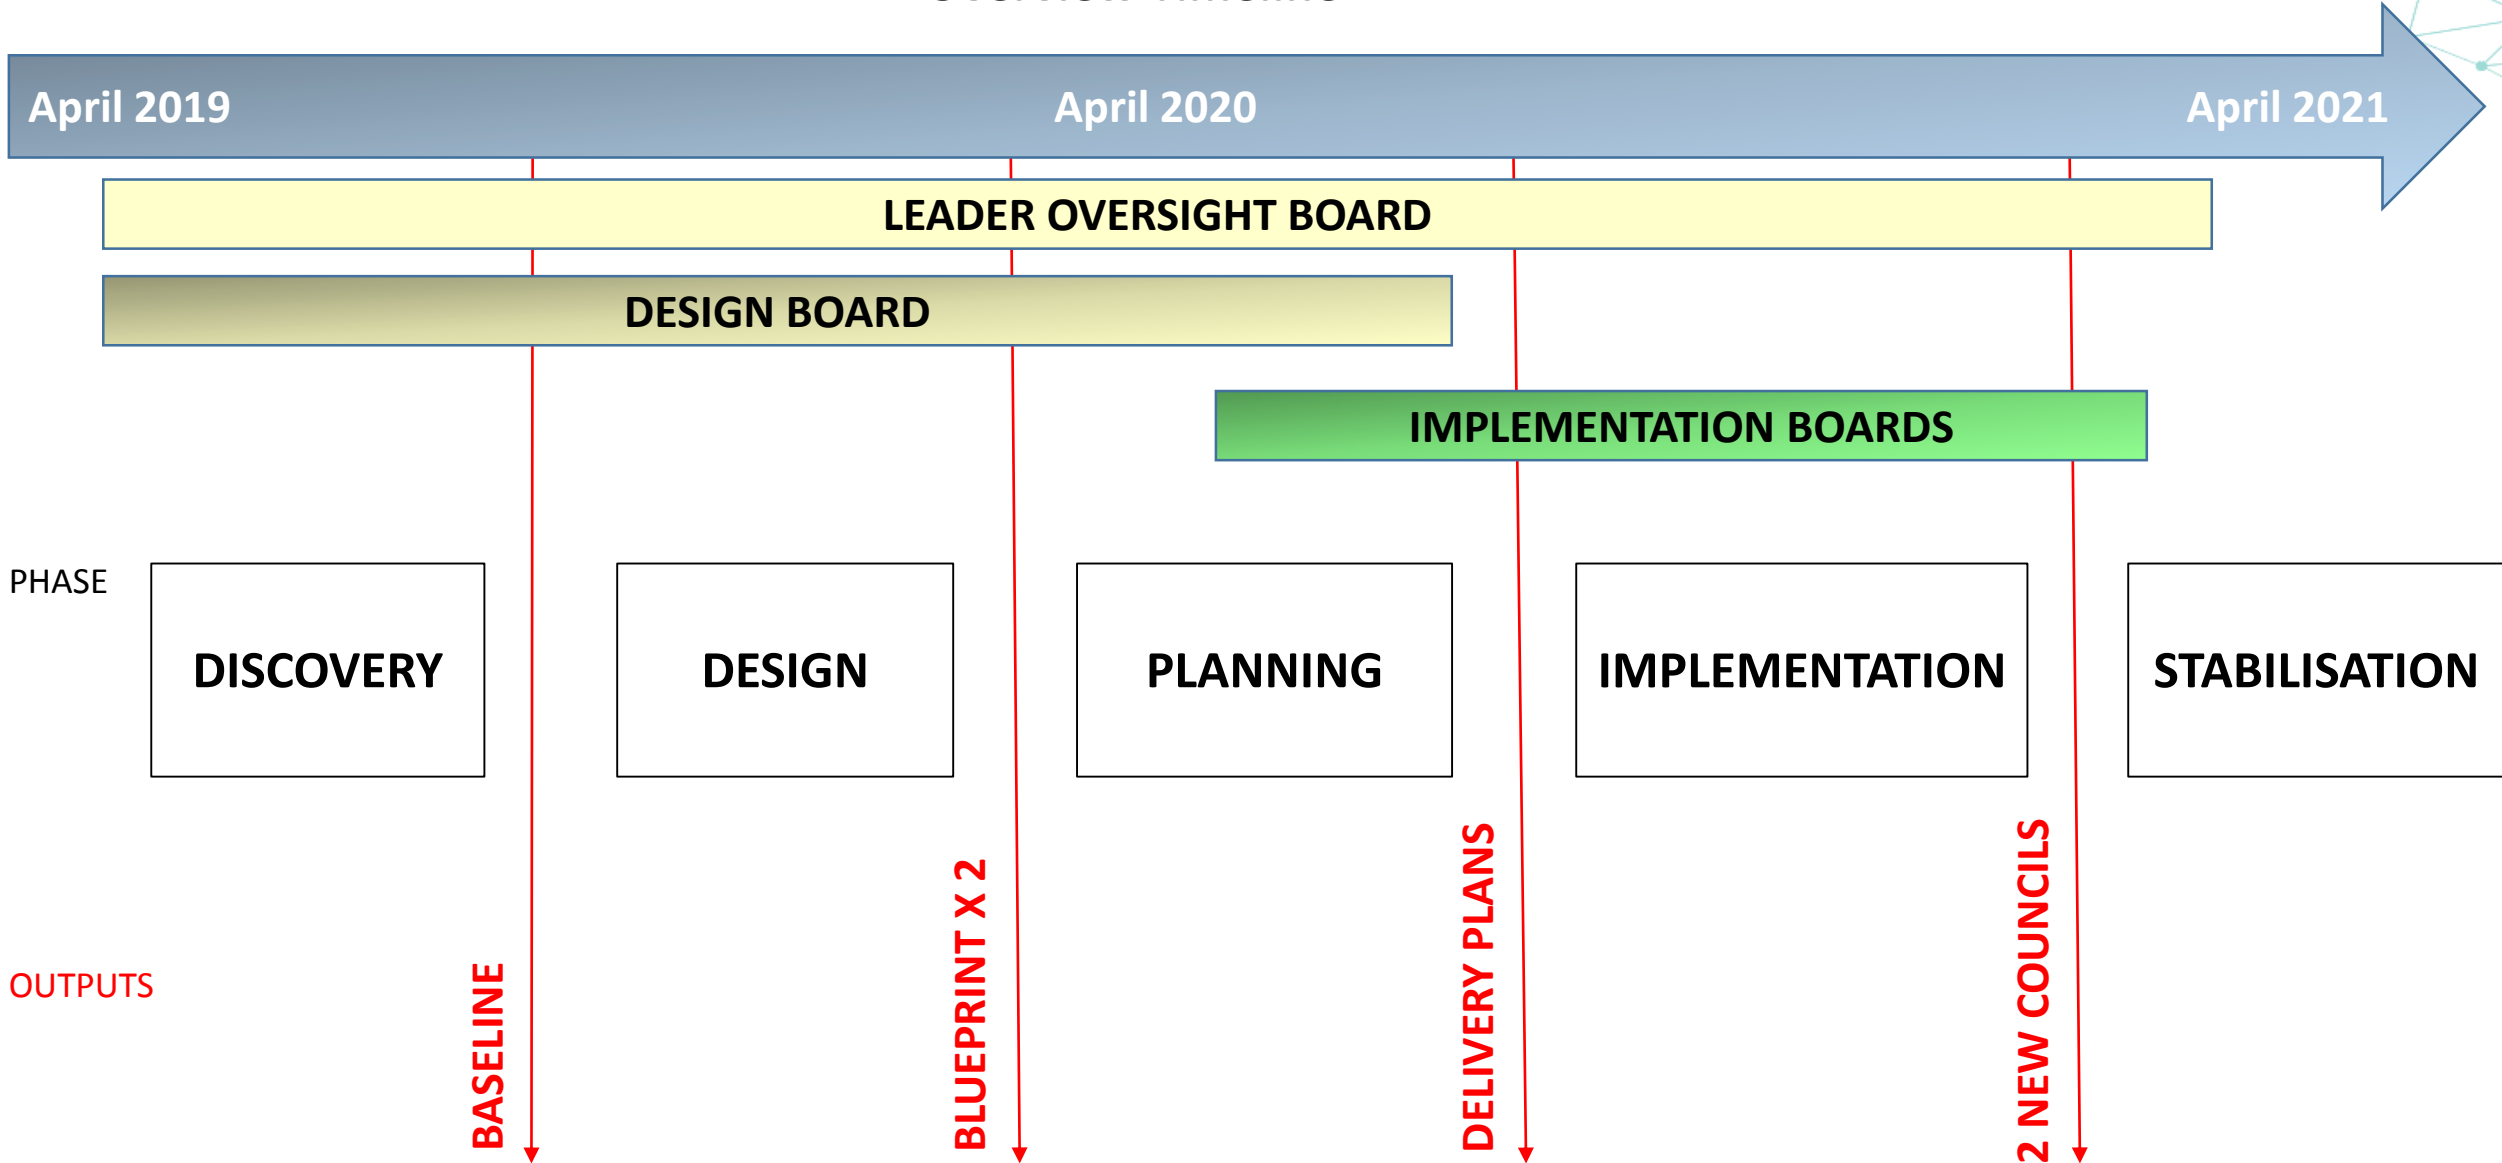 April 2019 April 2020 April 2021
LEADER OVERSIGHT BOARD
DESIGN BOARD
IMPLEMENTATION BOARDS
PHASE
DISCOVERY
DESIGN
PLANNING
IMPLEMENTATION
STABILISATION
OUTPUTS
BASELINE
BLUEPRINT X 2
DELIVERY PLANS
2 NEW COUNCILS